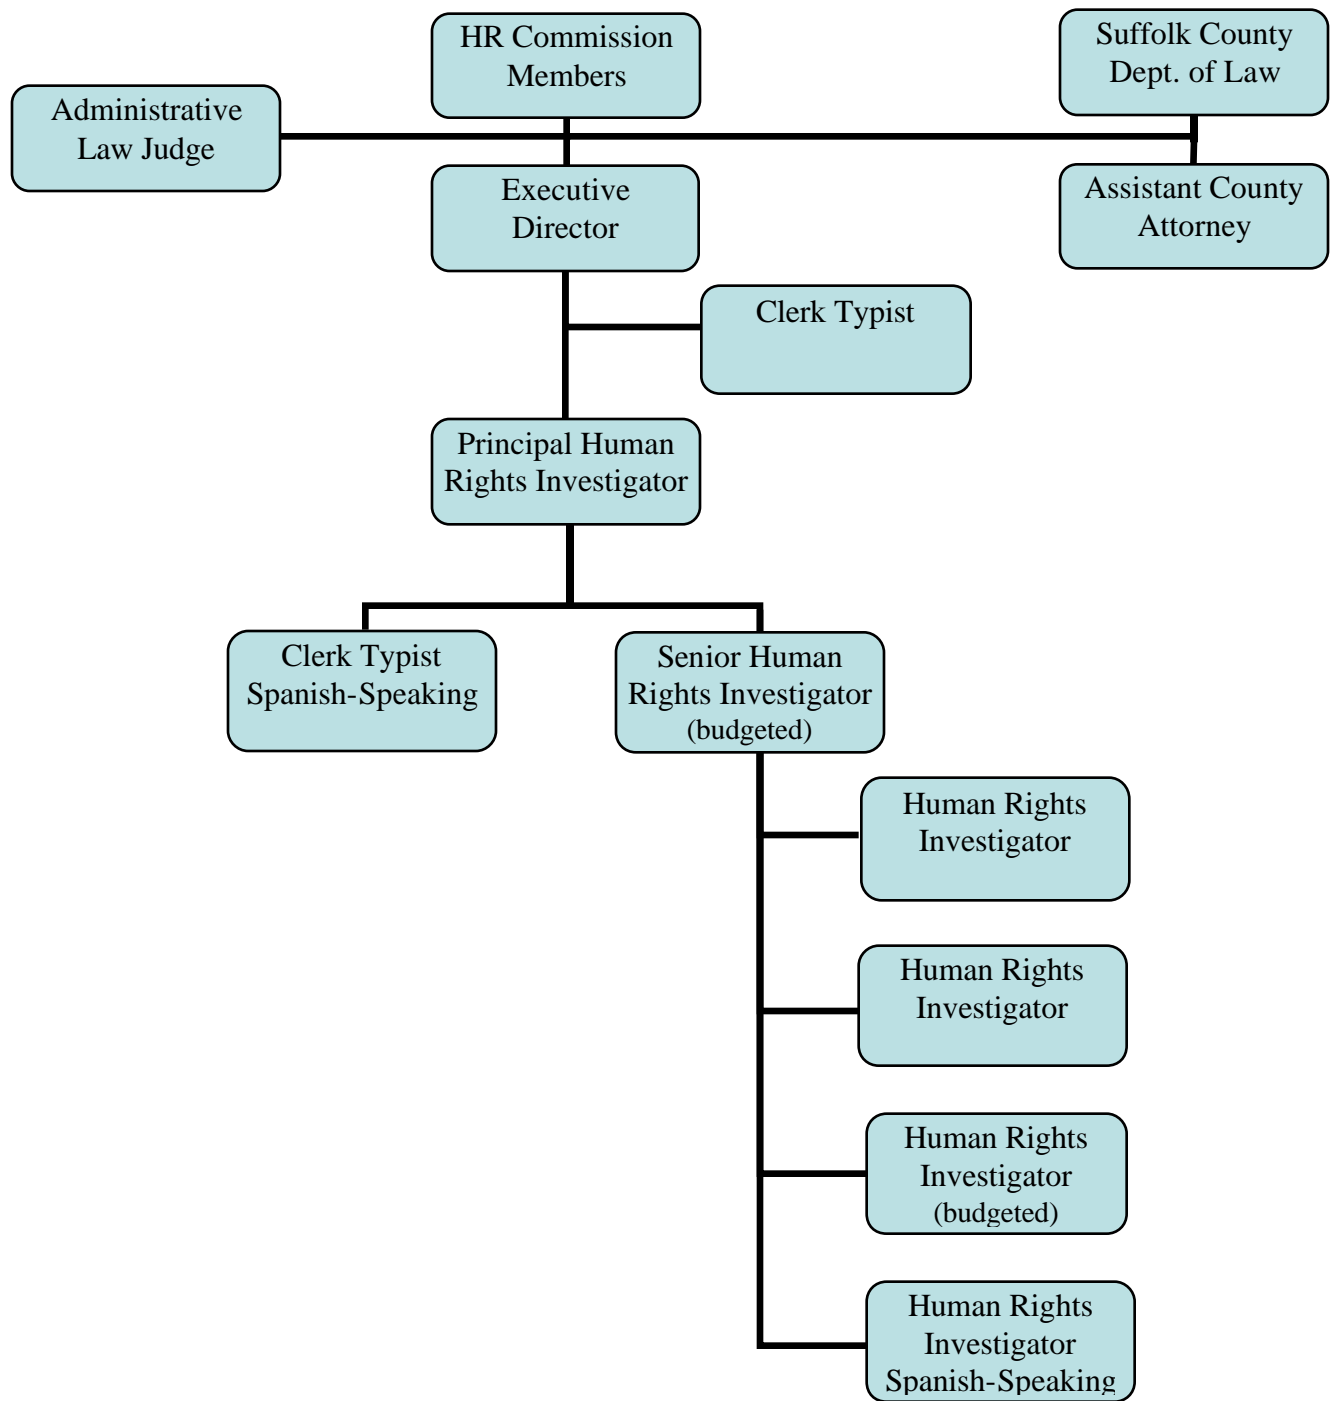 HR Commission
Members
Suffolk County
Dept. of Law
Administrative
Law Judge
Executive
Director
Assistant County
Attorney
Clerk Typist
Principal Human
Rights Investigator
Clerk Typist
Spanish-Speaking
Senior Human
Rights Investigator
(budgeted)
Human Rights
Investigator
Human Rights
Investigator
Human Rights
Investigator
(budgeted)
Human Rights
Investigator
Spanish-Speaking